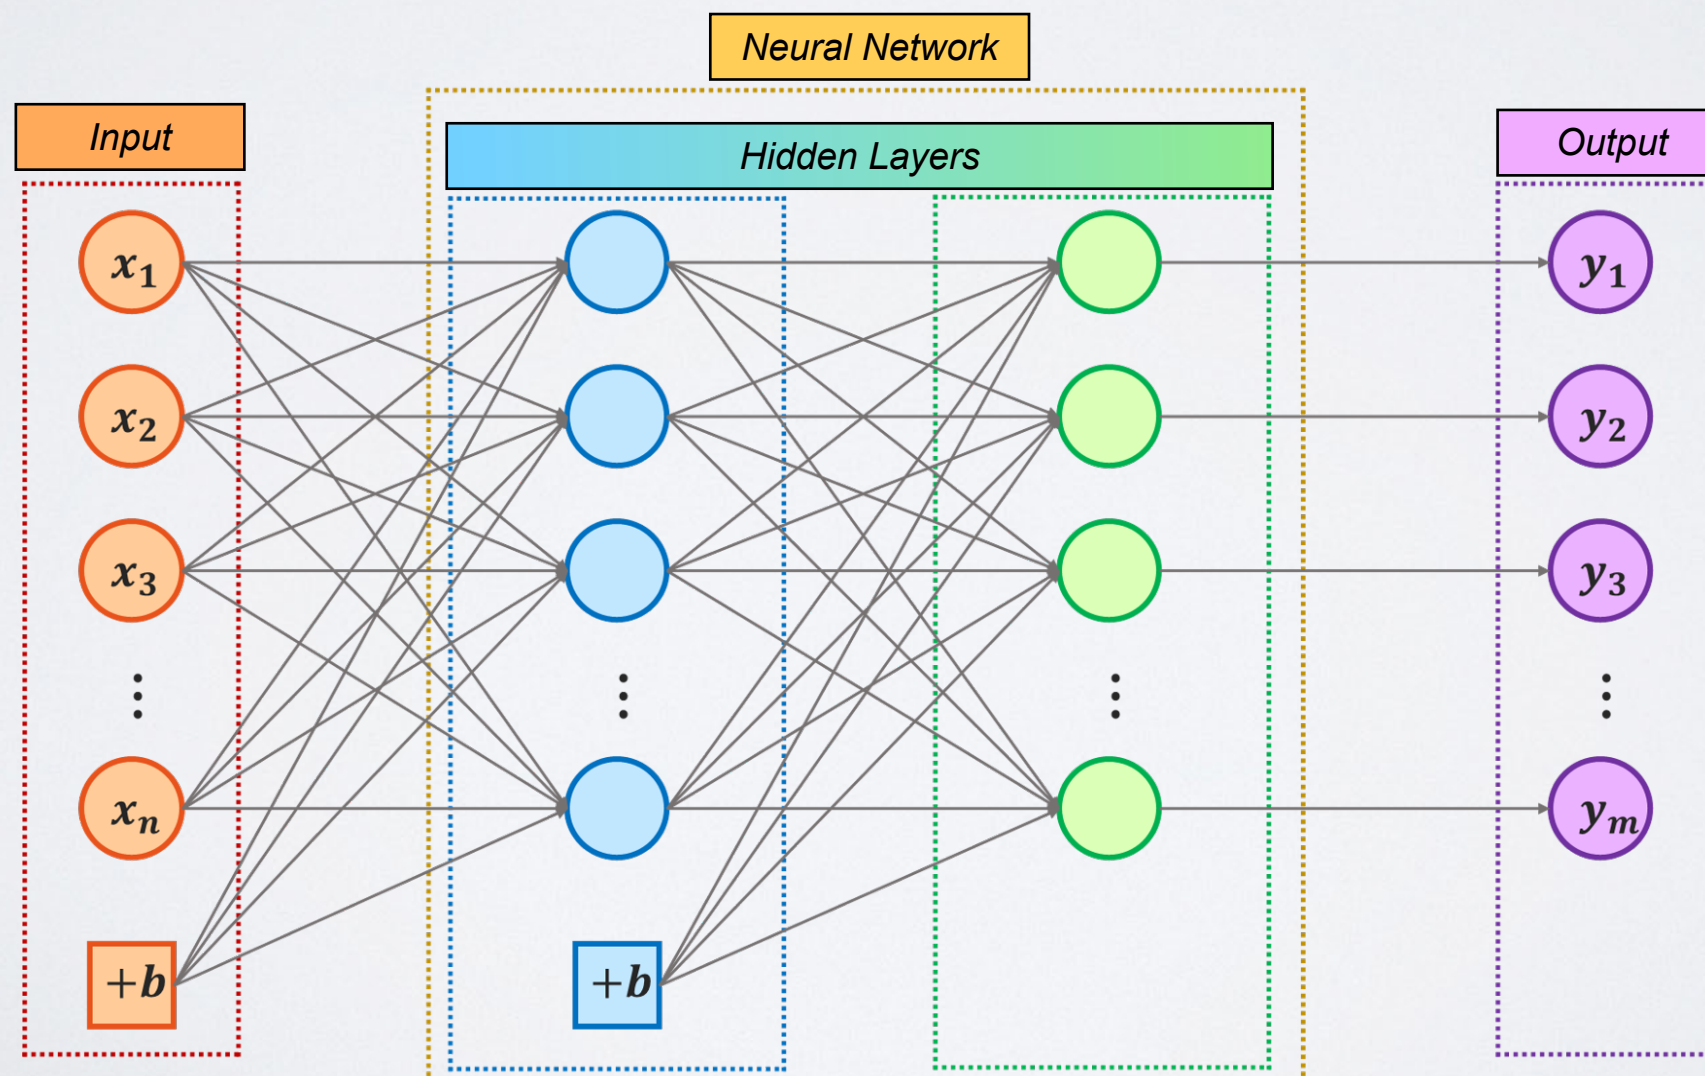 Neural Network
Input
Hidden Layers
Output
x₁
y₁
x₂
y₂
x₃
y₃
⋮ ⋮ ⋮ ⋮
xₙ
yₘ
+b +b